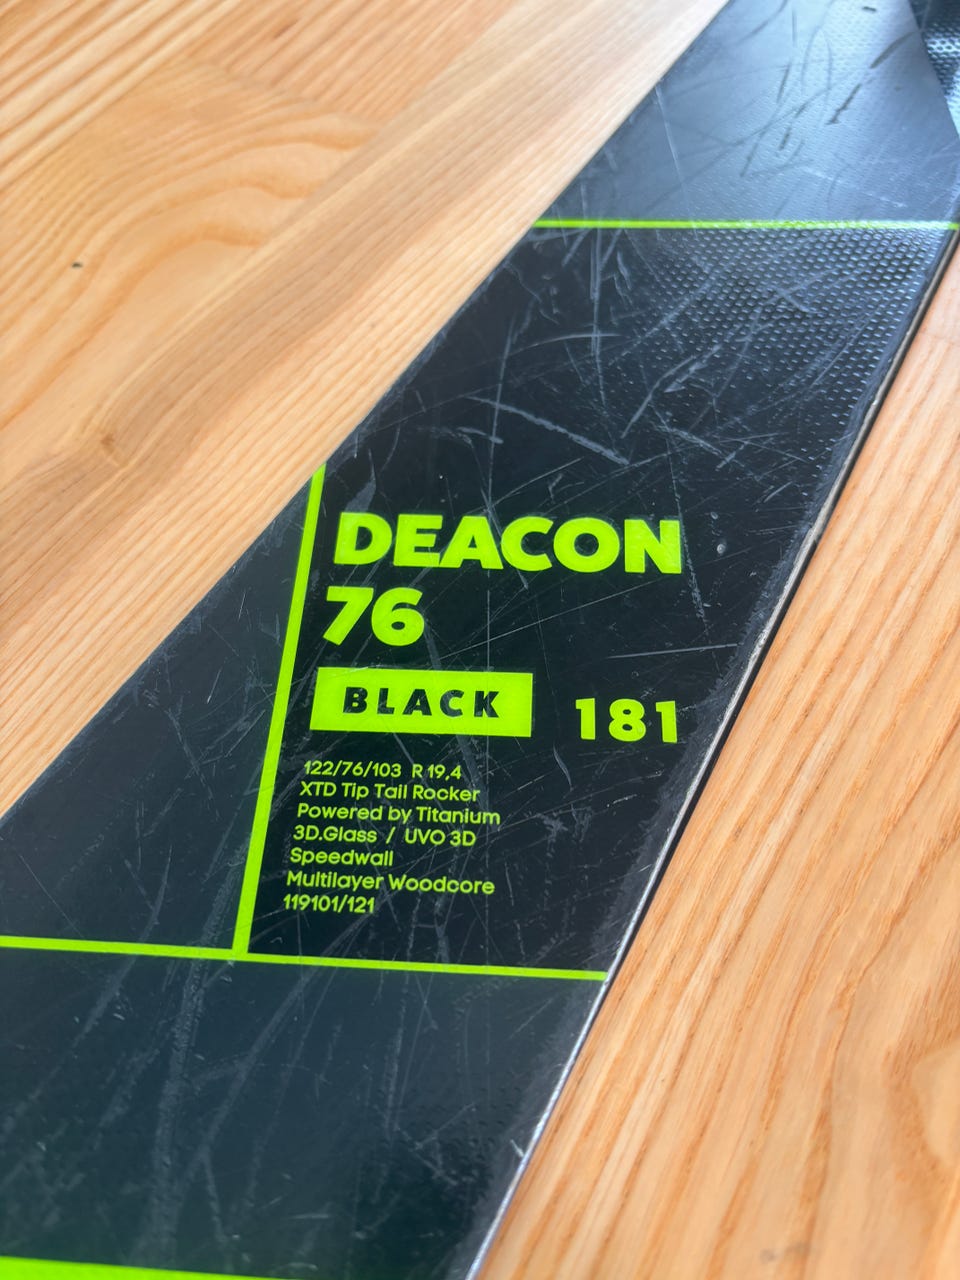 DEACON
76
BLACK 181
122/76/103 R 19,4
XTD Tip Tail Rocker
Powered by Titanium
3D.Glass / UVO 3D
Speedwall
Multilayer Woodcore
119101/121